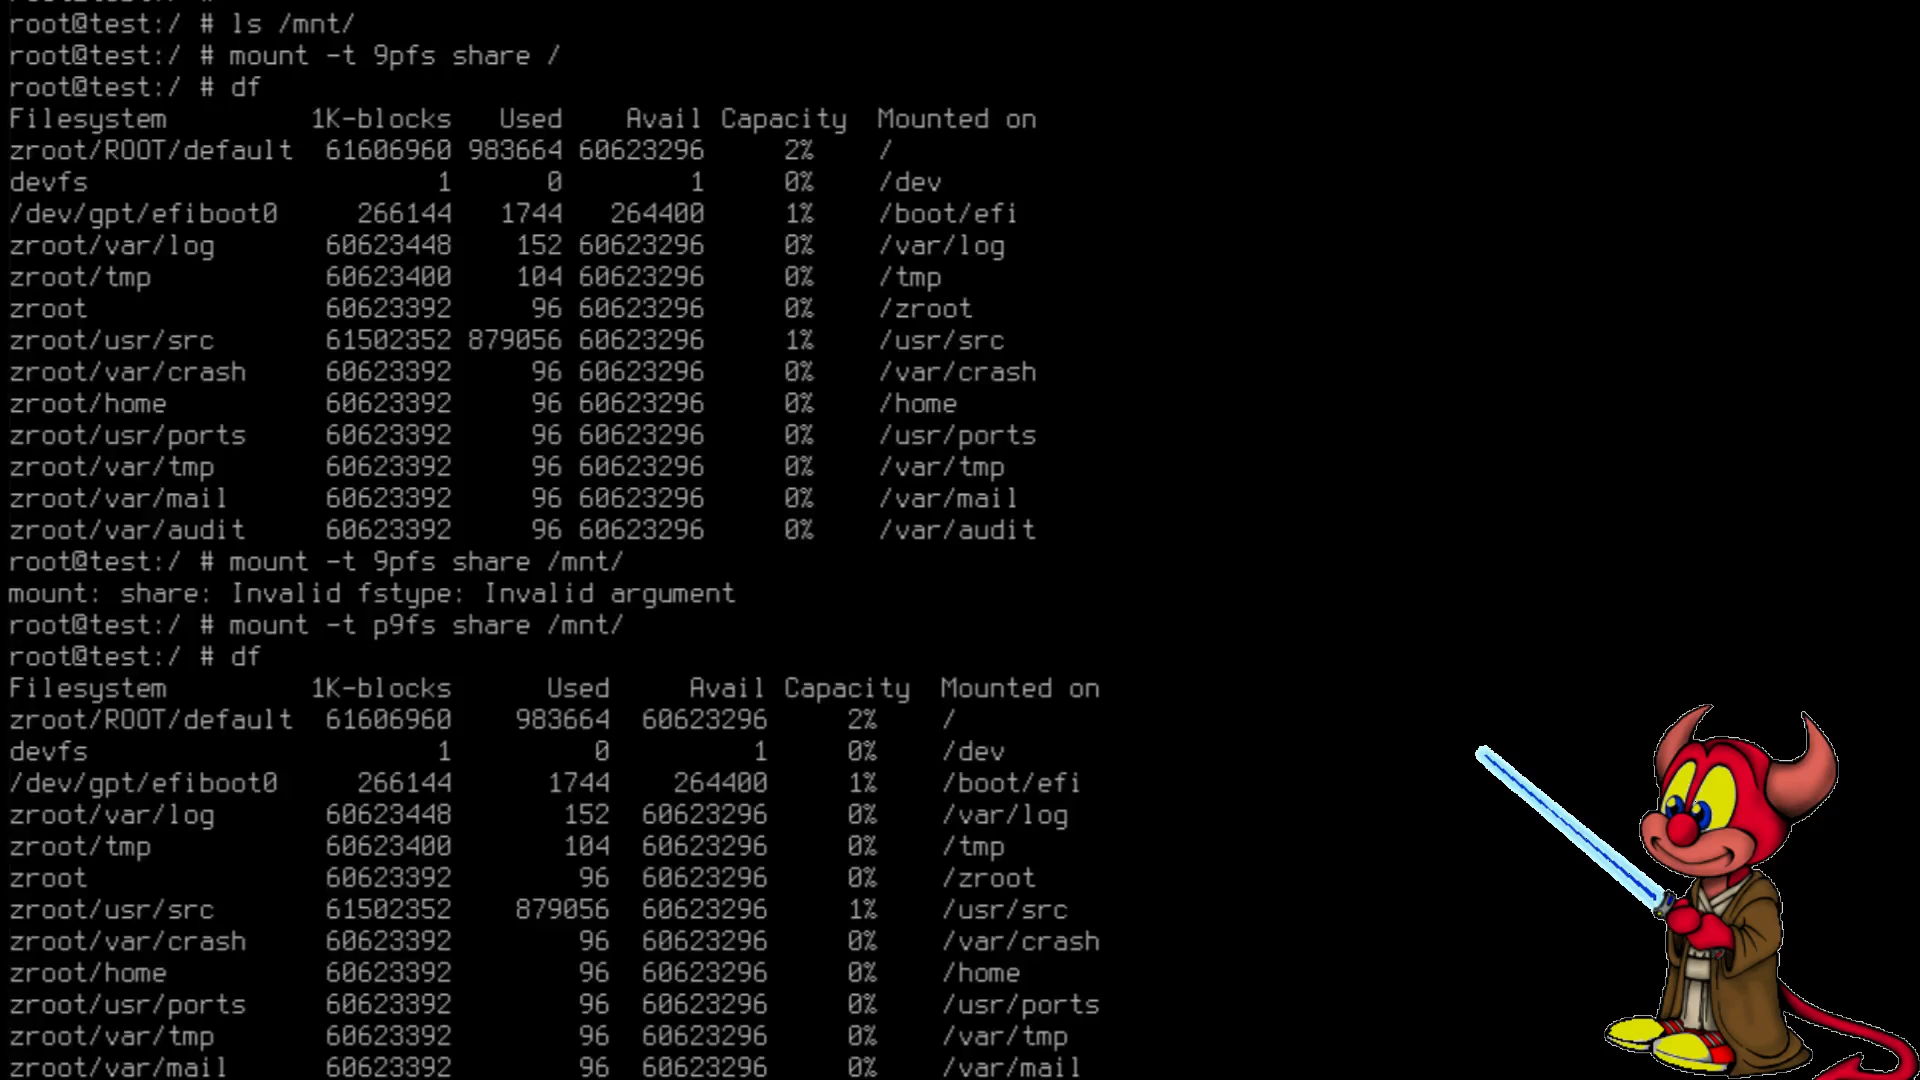 root@test:/ # ls /mnt/
root@test:/ # mount -t 9pfs share /
root@test:/ # df
Filesystem          1K-blocks   Used    Avail Capacity  Mounted on
zroot/ROOT/default  61606960 983664 60623296     2%    /
devfs                      1      0        1     0%    /dev
/dev/gpt/efiboot0     266144   1744   264400     1%    /boot/efi
zroot/var/log       60623448    152 60623296     0%    /var/log
zroot/tmp           60623400    104 60623296     0%    /tmp
zroot               60623392     96 60623296     0%    /zroot
zroot/usr/src       61502352 879056 60623296     1%    /usr/src
zroot/var/crash     60623392     96 60623296     0%    /var/crash
zroot/home          60623392     96 60623296     0%    /home
zroot/usr/ports     60623392     96 60623296     0%    /usr/ports
zroot/var/tmp       60623392     96 60623296     0%    /var/tmp
zroot/var/mail      60623392     96 60623296     0%    /var/mail
zroot/var/audit     60623392     96 60623296     0%    /var/audit
root@test:/ # mount -t 9pfs share /mnt/
mount: share: Invalid fstype: Invalid argument
root@test:/ # mount -t p9fs share /mnt/
root@test:/ # df
Filesystem          1K-blocks      Used     Avail Capacity  Mounted on
zroot/ROOT/default  61606960    983664  60623296     2%    /
devfs                      1         0         1     0%    /dev
/dev/gpt/efiboot0     266144      1744    264400     1%    /boot/efi
zroot/var/log       60623448       152  60623296     0%    /var/log
zroot/tmp           60623400       104  60623296     0%    /tmp
zroot               60623392        96  60623296     0%    /zroot
zroot/usr/src       61502352    879056  60623296     1%    /usr/src
zroot/var/crash     60623392        96  60623296     0%    /var/crash
zroot/home          60623392        96  60623296     0%    /home
zroot/usr/ports     60623392        96  60623296     0%    /usr/ports
zroot/var/tmp       60623392        96  60623296     0%    /var/tmp
zroot/var/mail      60623392        96  60623296     0%    /var/mail